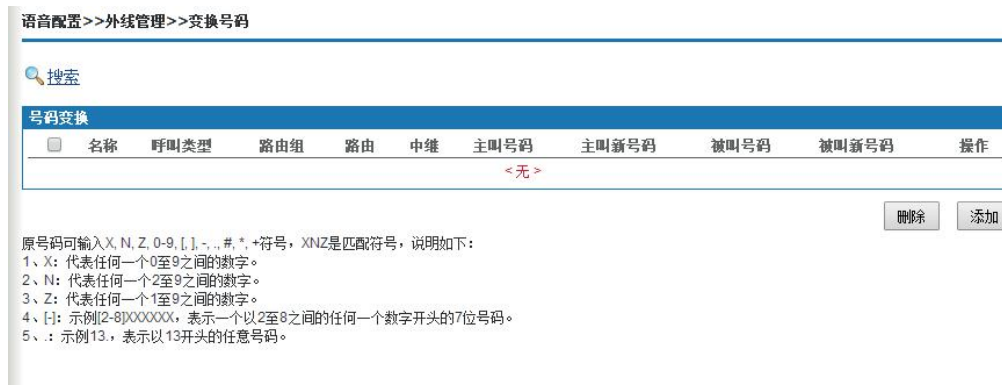 语音配置>>外线管理>>变换号码
搜索
号码变换
名称 呼叫类型 路由组 路由 中继 主叫号码 主叫新号码 被叫号码 被叫新号码 操作
<无>
删除 添加
原号码可输入X, N, Z, 0-9, [, ], -, ., #, *, +符号，XNZ是匹配符号，说明如下：
1、X：代表任何一个0至9之间的数字。
2、N：代表任何一个2至9之间的数字。
3、Z：代表任何一个1至9之间的数字。
4、[-]：示例[2-8]XXXXXX，表示一个以2至8之间的任何一个数字开头的7位号码。
5、.：示例13.，表示以13开头的任意号码。